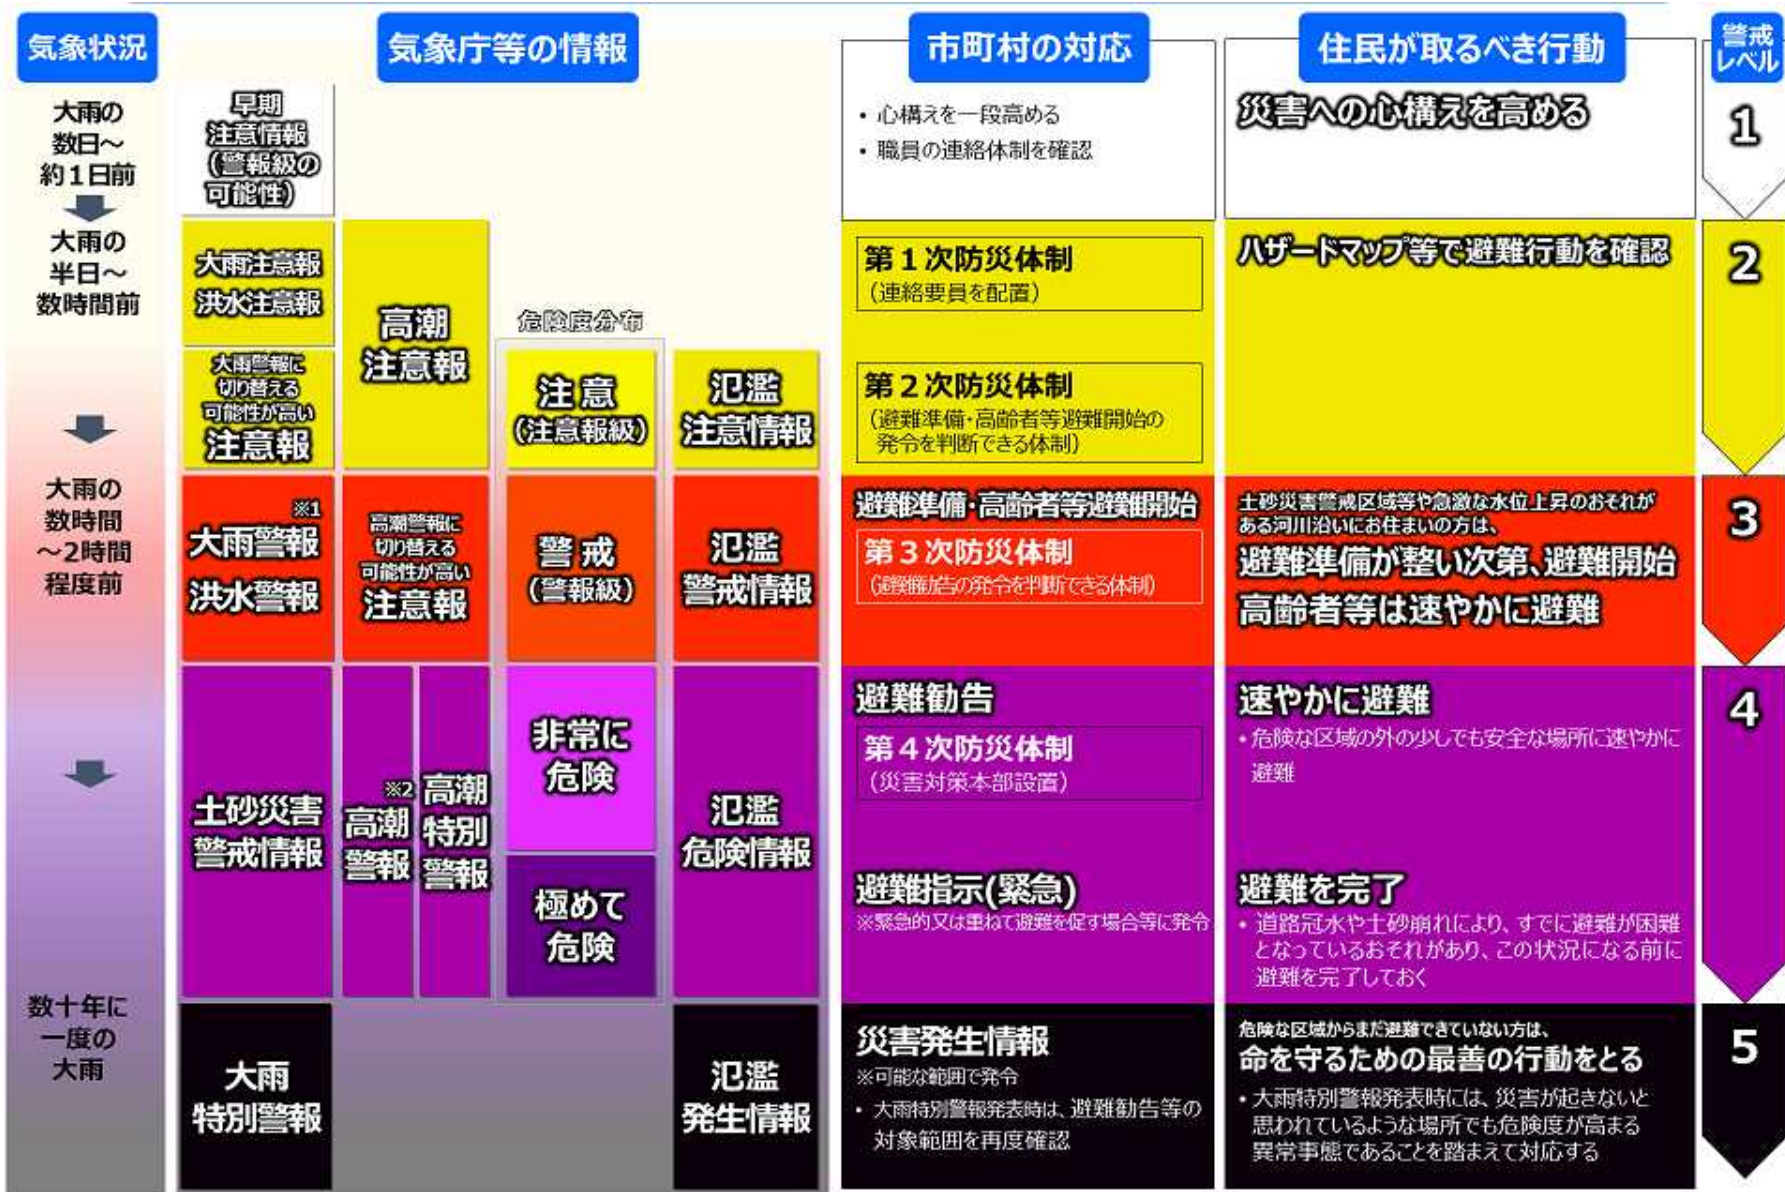 気象状況
気象庁等の情報
市町村の対応
住民が取るべき行動
警戒
レベル
大雨の
数日～
約1日前
早期
注意情報
(警報級の
可能性)
・心構えを一段高める
・職員の連絡体制を確認
災害への心構えを高める
1
大雨の
半日～
数時間前
大雨注意報
洪水注意報
高潮
注意報
危険度分布
第1次防災体制
(連絡要員を配置)
ハザードマップ等で避難行動を確認
2
大雨警報に
切り替える
可能性が高い
注意報
注意
(注意報級)
氾濫
注意情報
第2次防災体制
(避難準備・高齢者等避難開始の
発令を判断できる体制)
大雨の
数時間
～2時間
程度前
※1
大雨警報
洪水警報
高潮警報に
切り替える
可能性が高い
注意報
警戒
(警報級)
氾濫
警戒情報
避難準備・高齢者等避難開始
第3次防災体制
(避難勧告の発令を判断できる体制)
土砂災害警戒区域等や急激な水位上昇のおそれが
ある河川沿いにお住まいの方は、
避難準備が整い次第、避難開始
高齢者等は速やかに避難
3
土砂災害
警戒情報
※2
高潮
警報
高潮
特別
警報
非常に
危険
極めて
危険
氾濫
危険情報
避難勧告
第4次防災体制
(災害対策本部設置)
避難指示(緊急)
※緊急的又は重ねて避難を促す場合等に発令
速やかに避難
・危険な区域の外の少しでも安全な場所に速やかに
避難
避難を完了
・道路冠水や土砂崩れにより、すでに避難が困難
となっているおそれがあり、この状況になる前に
避難を完了しておく
4
数十年に
一度の
大雨
大雨
特別警報
氾濫
発生情報
災害発生情報
※可能な範囲で発令
・大雨特別警報発表時は、避難勧告等の
対象範囲を再度確認
危険な区域からまだ避難できていない方は、
命を守るための最善の行動をとる
・大雨特別警報発表時には、災害が起きないと
思われているような場所でも危険度が高まる
異常事態であることを踏まえて対応する
5